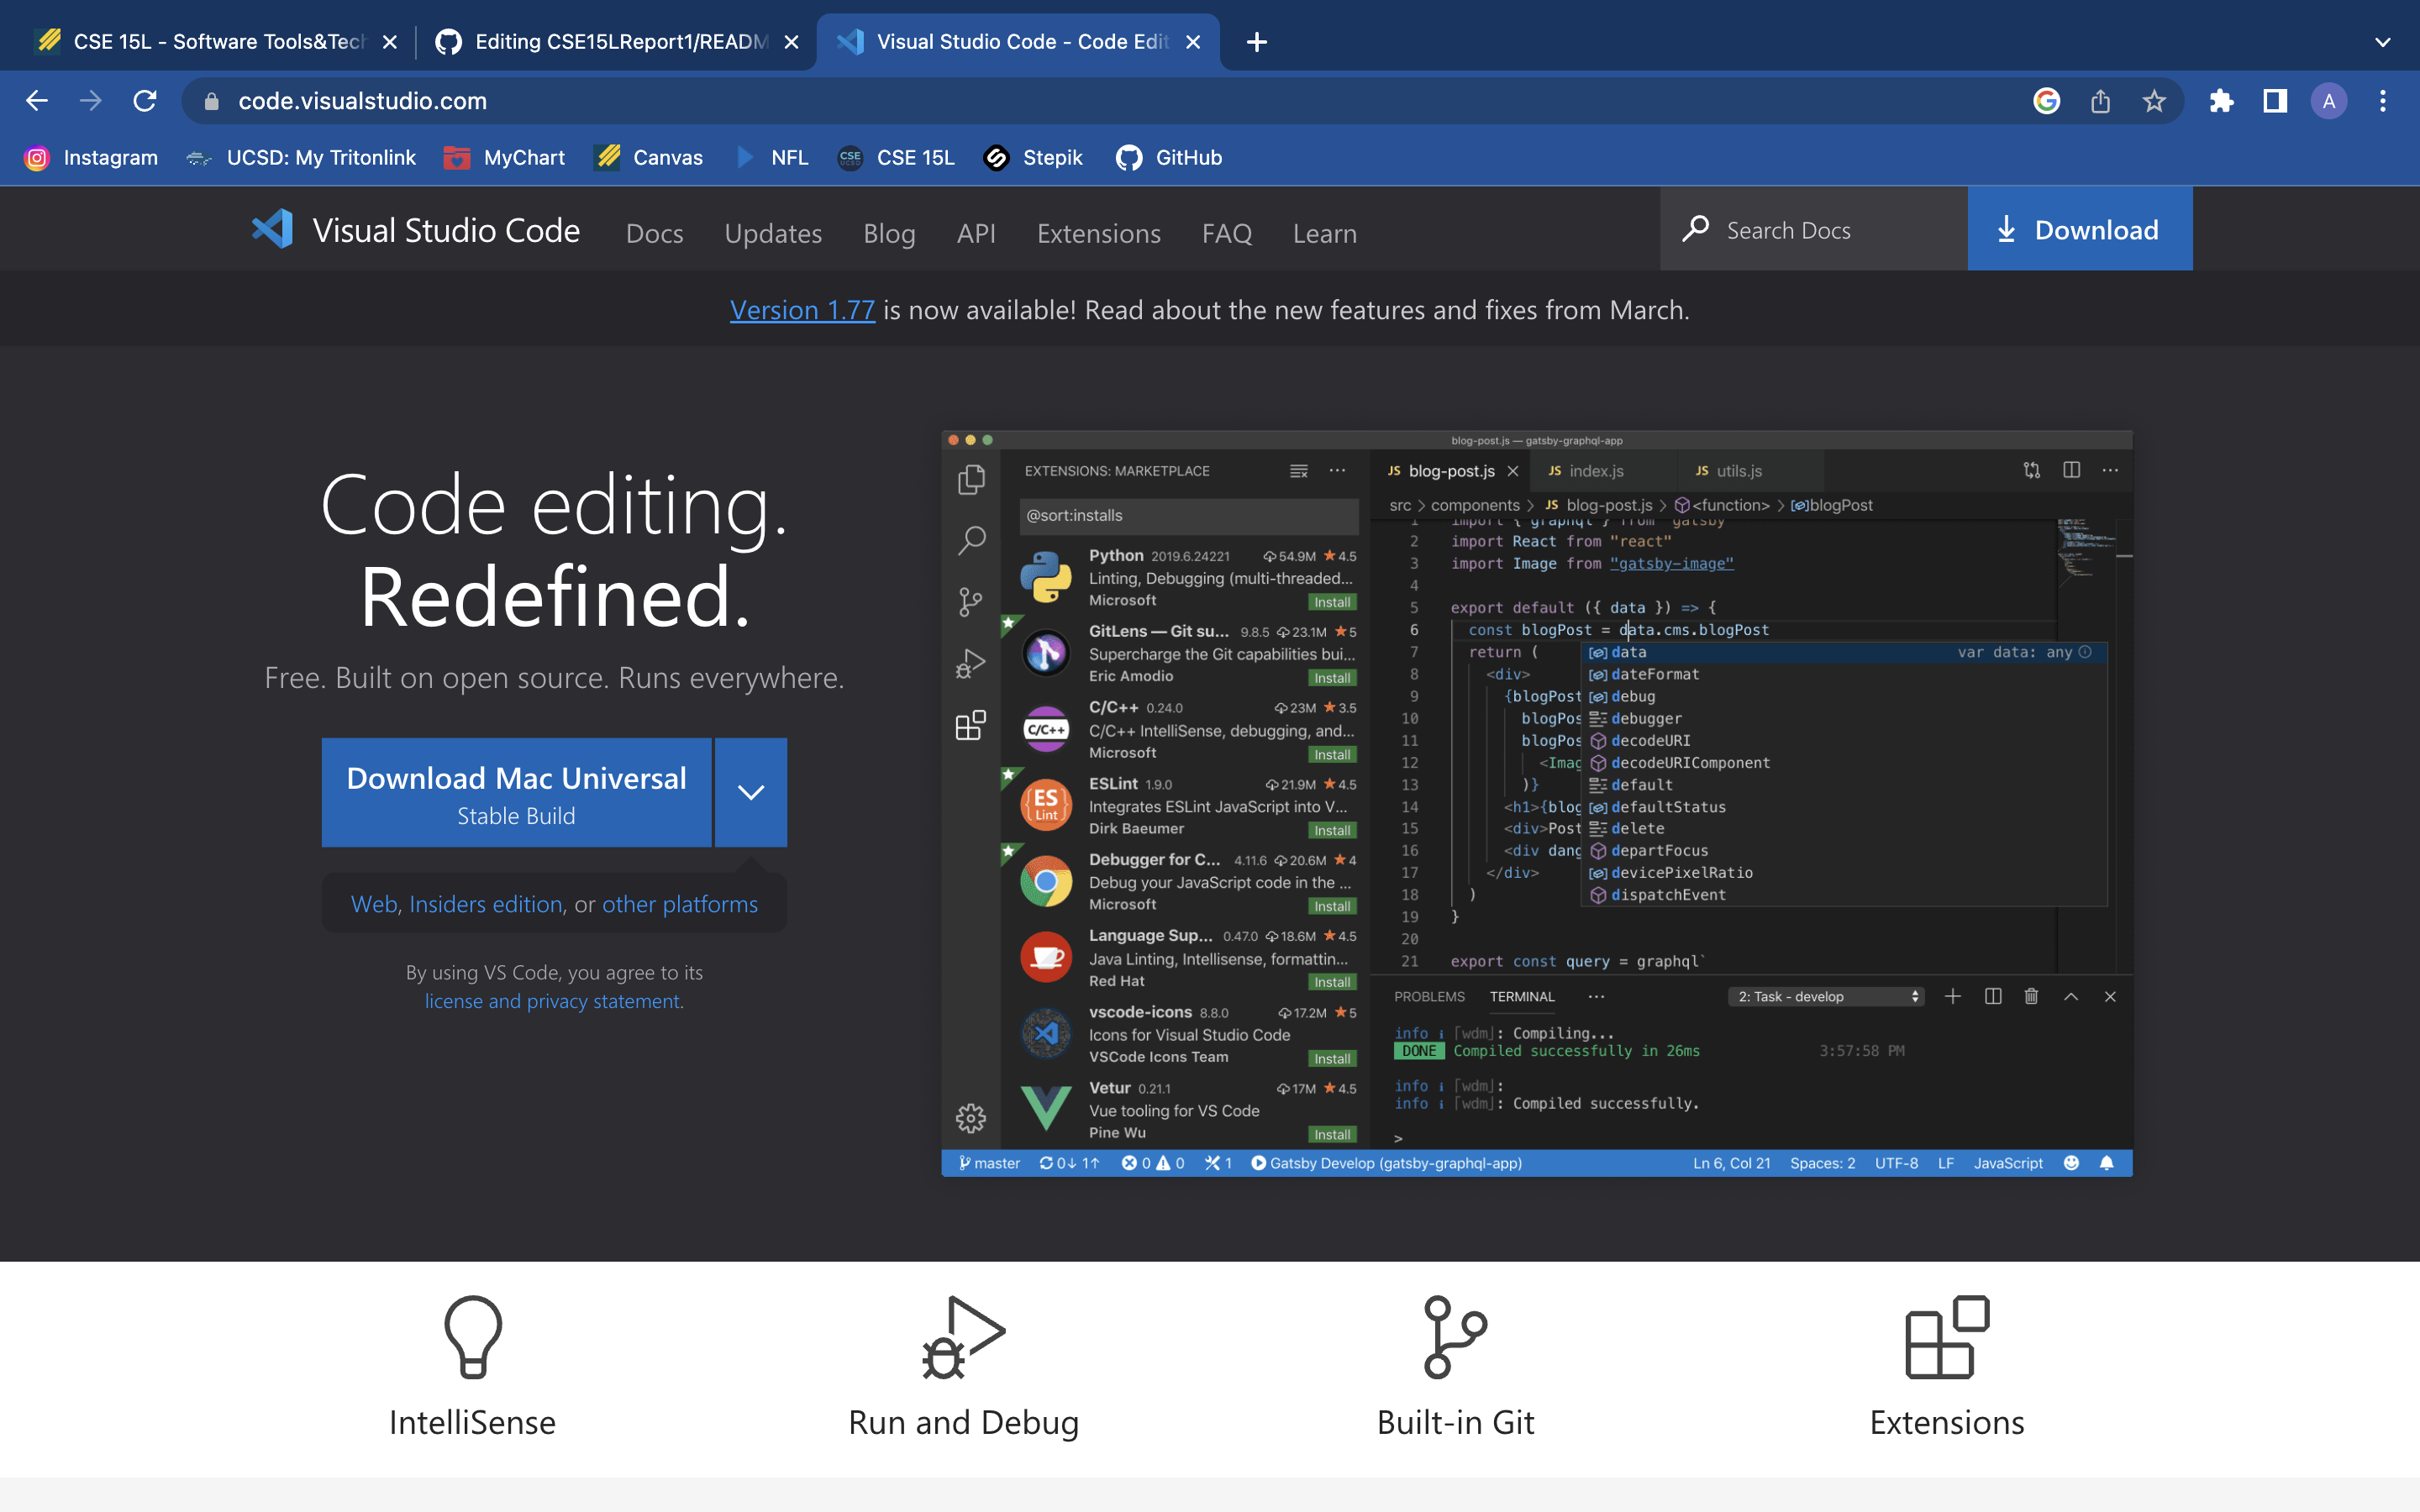 CSE 15L - Software Tools&Tech
Editing CSE15LReport1/READM
Visual Studio Code - Code Edit
code.visualstudio.com
A
Instagram
UCSD: My Tritonlink
MyChart
Canvas
NFL
CSE 15L
Stepik
GitHub
Visual Studio Code
Docs
Updates
Blog
API
Extensions
FAQ
Learn
Search Docs
Download
Version 1.77 is now available! Read about the new features and fixes from March.
Code editing.
Redefined.
Free. Built on open source. Runs everywhere.
Download Mac Universal
Stable Build
Web, Insiders edition, or other platforms
By using VS Code, you agree to its
license and privacy statement.
blog-post.js — gatsby-graphql-app
EXTENSIONS: MARKETPLACE
@sort:installs
Python 2019.6.24221 54.9M 4.5
Linting, Debugging (multi-threaded...
Microsoft
Install
GitLens — Git su... 9.8.5 23.1M 5
Supercharge the Git capabilities bui...
Eric Amodio
Install
C/C++
C/C++ 0.24.0 23M 3.5
C/C++ IntelliSense, debugging, and...
Microsoft
Install
ES
Lint
ESLint 1.9.0 21.9M 4.5
Integrates ESLint JavaScript into V...
Dirk Baeumer
Install
Debugger for C... 4.11.6 20.6M 4
Debug your JavaScript code in the ...
Microsoft
Install
Language Sup... 0.47.0 18.6M 4.5
Java Linting, Intellisense, formattin...
Red Hat
Install
vscode-icons 8.8.0 17.2M 5
Icons for Visual Studio Code
VSCode Icons Team
Install
Vetur 0.21.1 17M 4.5
Vue tooling for VS Code
Pine Wu
Install
JS blog-post.js
JS index.js
JS utils.js
src > components > JS blog-post.js > <function> > blogPost
1 import { graphql } from "gatsby"
2 import React from "react"
3 import Image from "gatsby-image"
4
5 export default ({ data }) => {
6 const blogPost = data.cms.blogPost
7 return (
8 <div>
9 {blogPost
10 blogPos
11 blogPos
12 <Imag
13 )}
14 <h1>{blog
15 <div>Post
16 <div dang
17 </div>
18 )
19 }
20
21 export const query = graphql`
data var data: any
dateFormat
debug
debugger
decodeURI
decodeURIComponent
default
defaultStatus
delete
departFocus
devicePixelRatio
dispatchEvent
PROBLEMS
TERMINAL
...
2: Task - develop
info i ｢wdm｣: Compiling...
DONE Compiled successfully in 26ms 3:57:58 PM
info i ｢wdm｣:
info i ｢wdm｣: Compiled successfully.
>
master 0↓ 1↑ 0 0 1 Gatsby Develop (gatsby-graphql-app)
Ln 6, Col 21 Spaces: 2 UTF-8 LF JavaScript
IntelliSense
Run and Debug
Built-in Git
Extensions